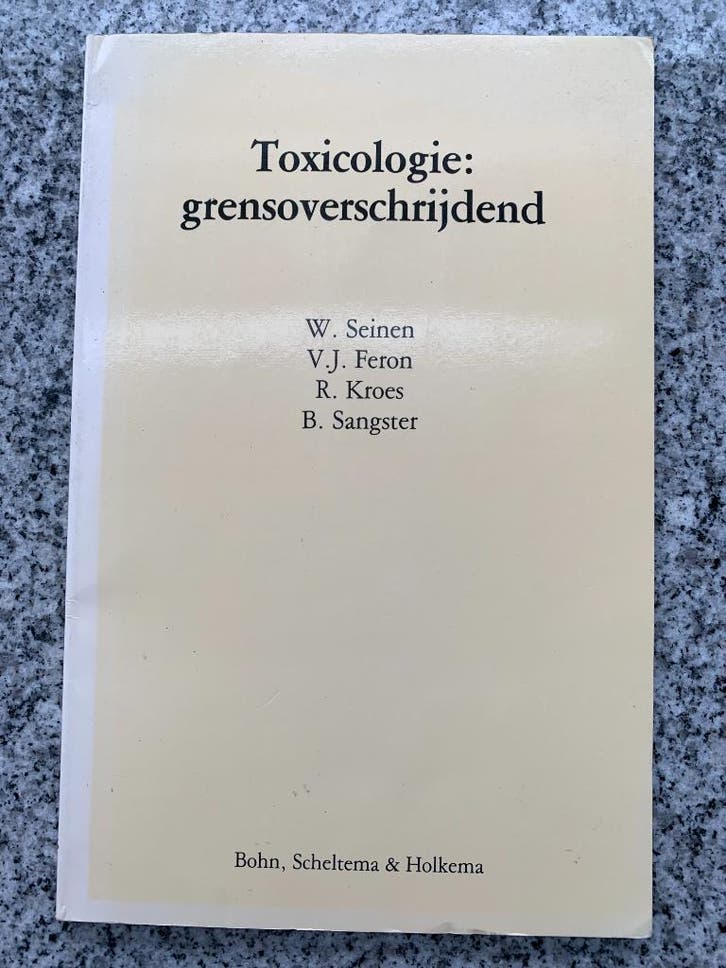 Toxicologie:
grensoverschrijdend
W. Seinen
V.J. Feron
R. Kroes
B. Sangster
Bohn, Scheltema & Holkema